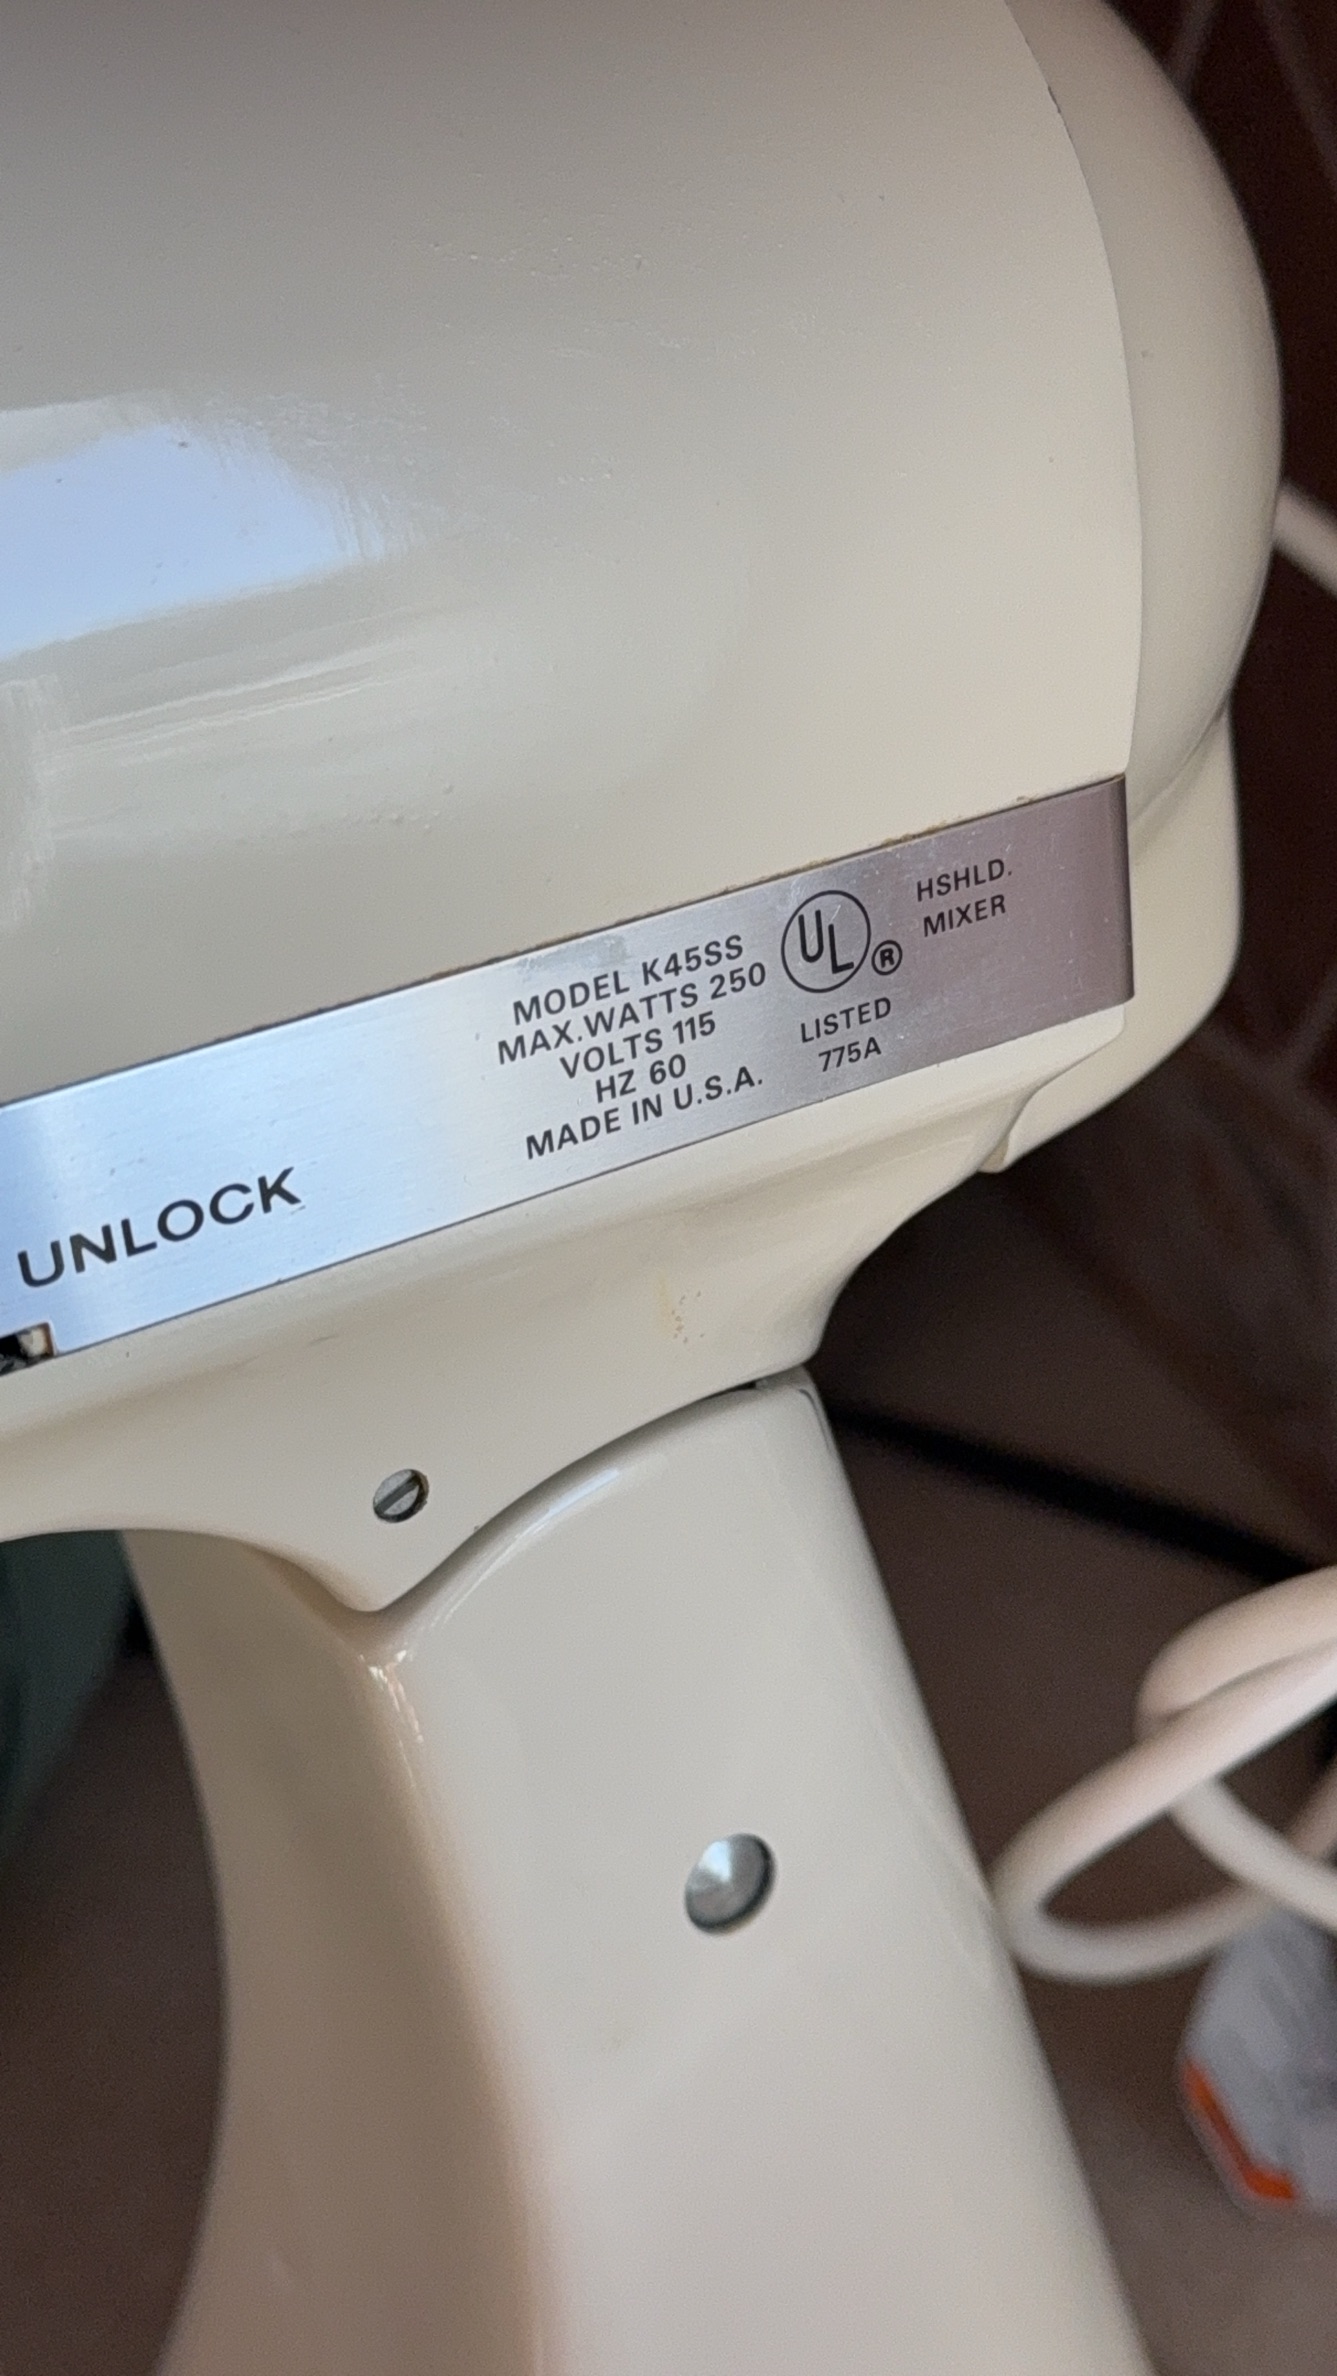 UNLOCK
MODEL K45SS
MAX.WATTS 250
VOLTS 115
HZ 60
MADE IN U.S.A.
UL ®
LISTED
775A
HSHLD.
MIXER